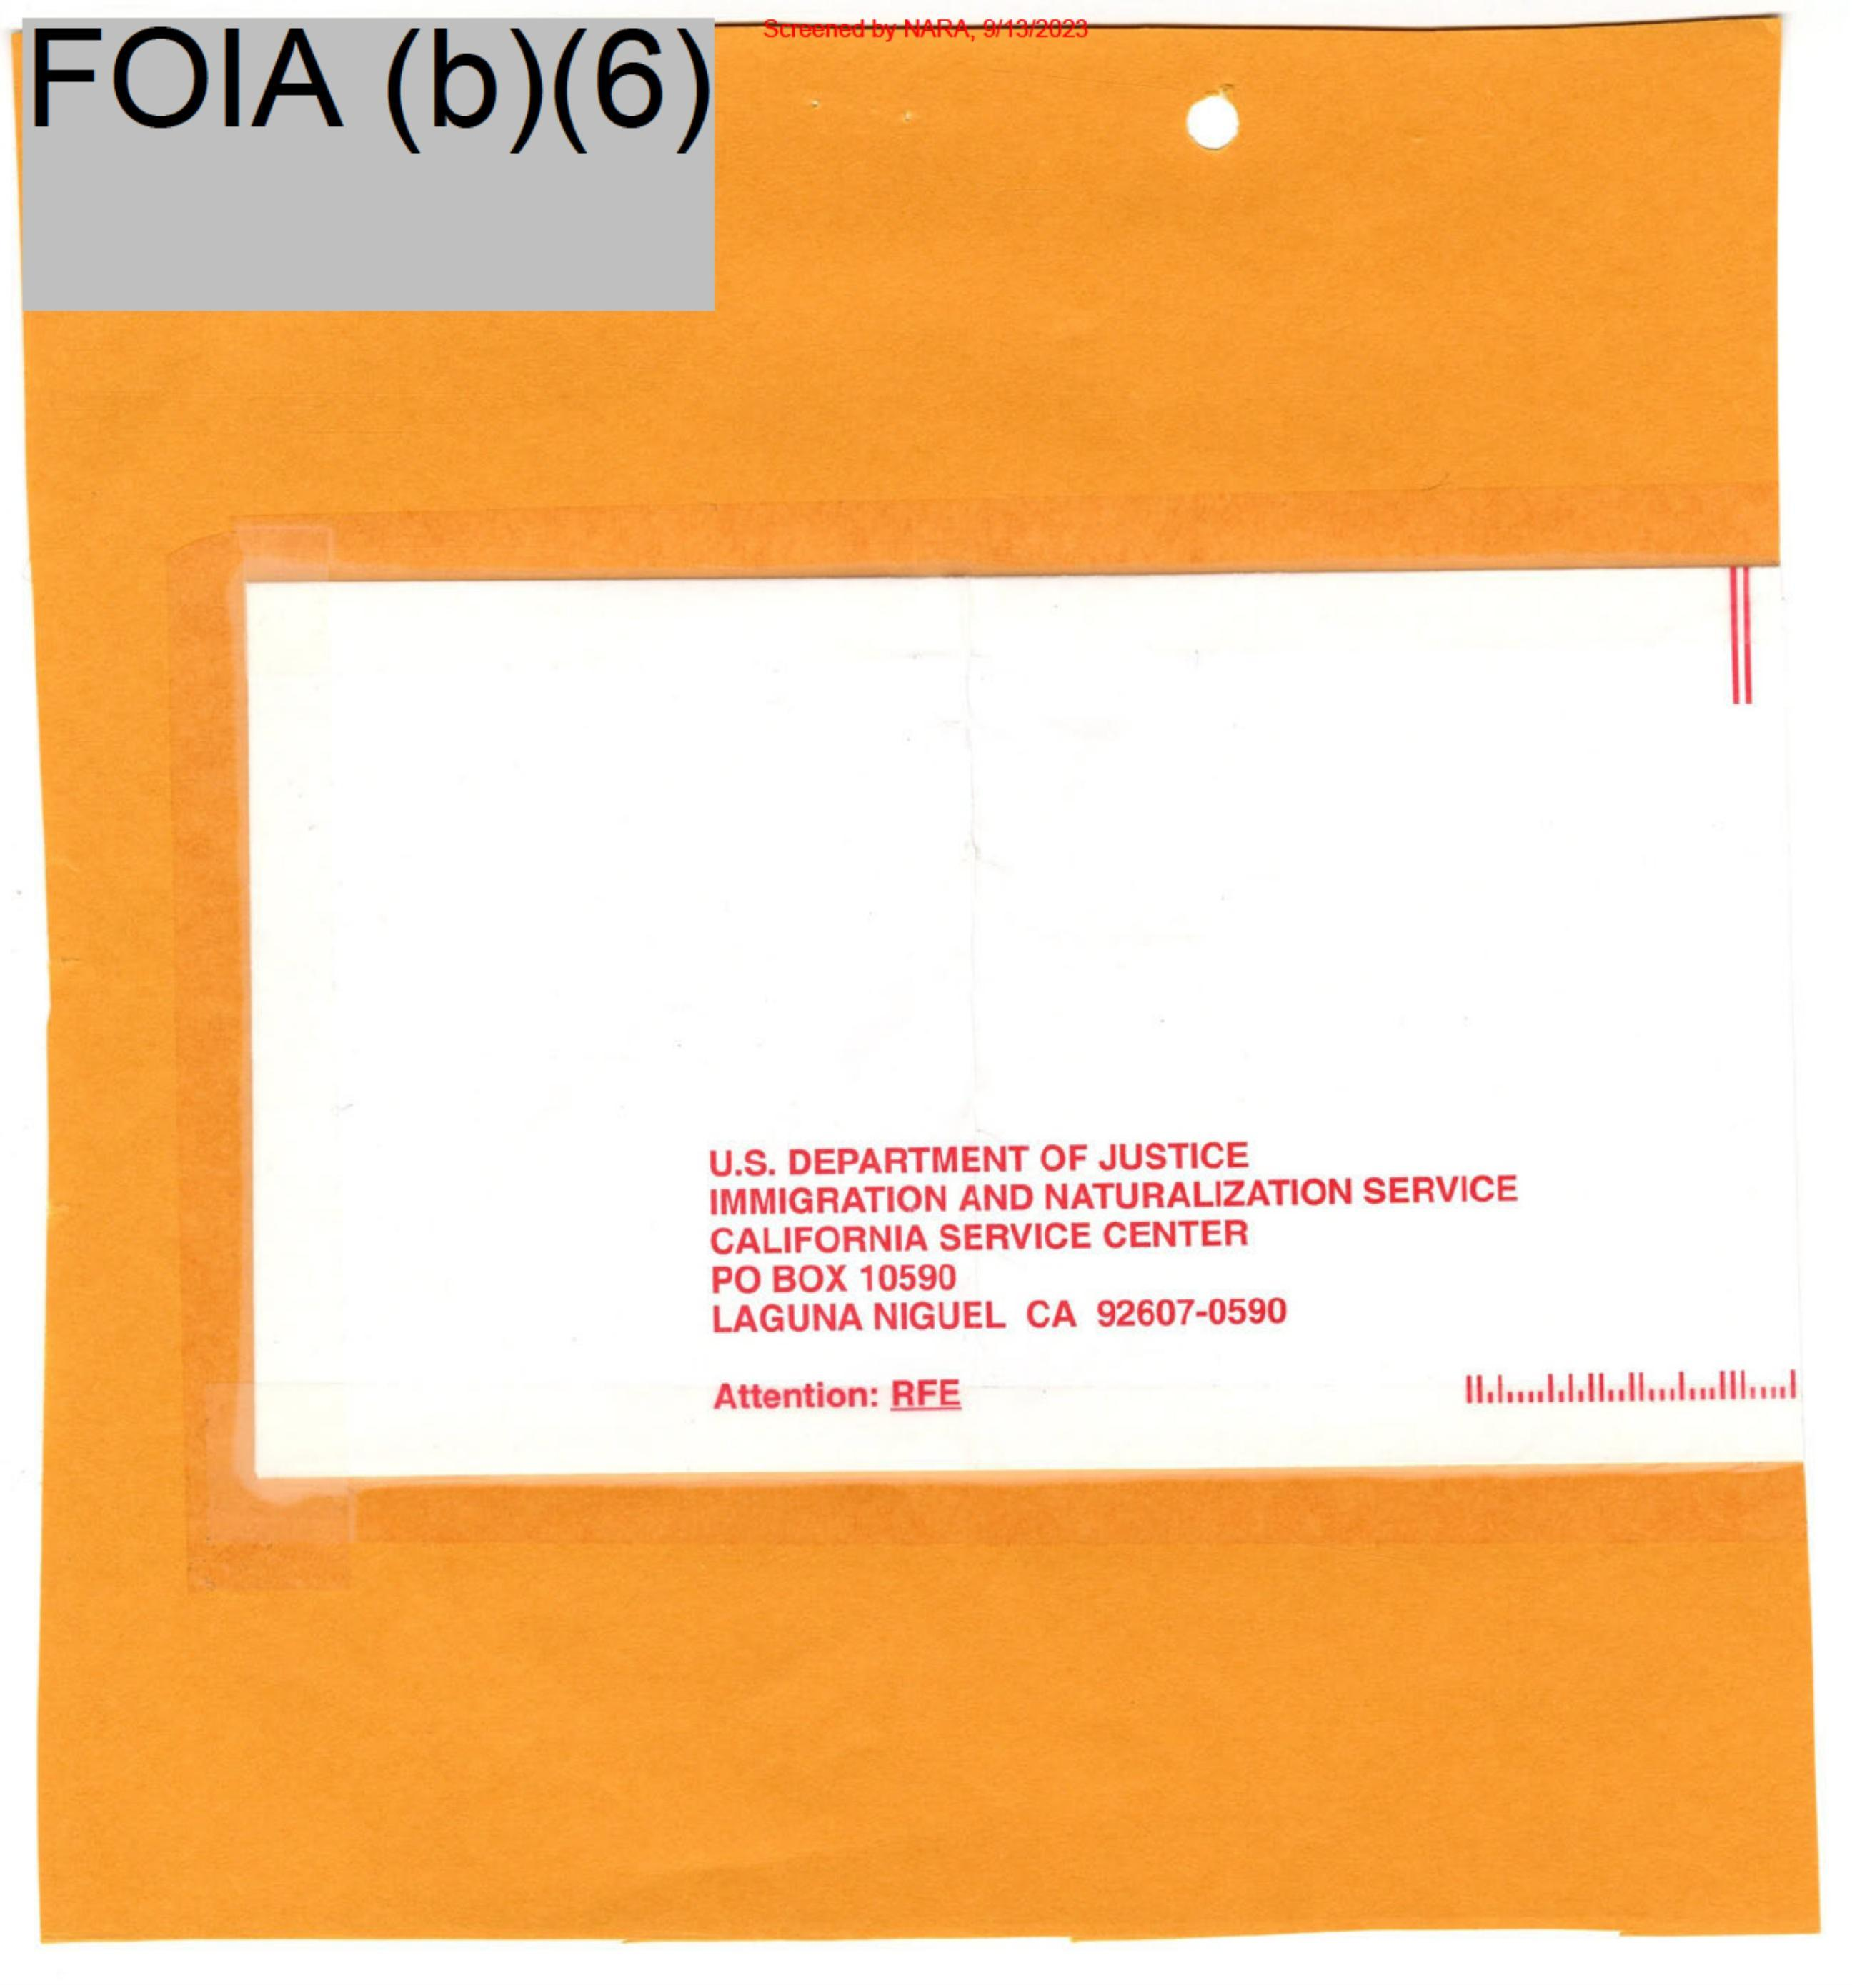 Screened by NARA, 9/13/2023
FOIA (b)(6)
U.S. DEPARTMENT OF JUSTICE
IMMIGRATION AND NATURALIZATION SERVICE
CALIFORNIA SERVICE CENTER
PO BOX 10590
LAGUNA NIGUEL CA 92607-0590
Attention: RFE